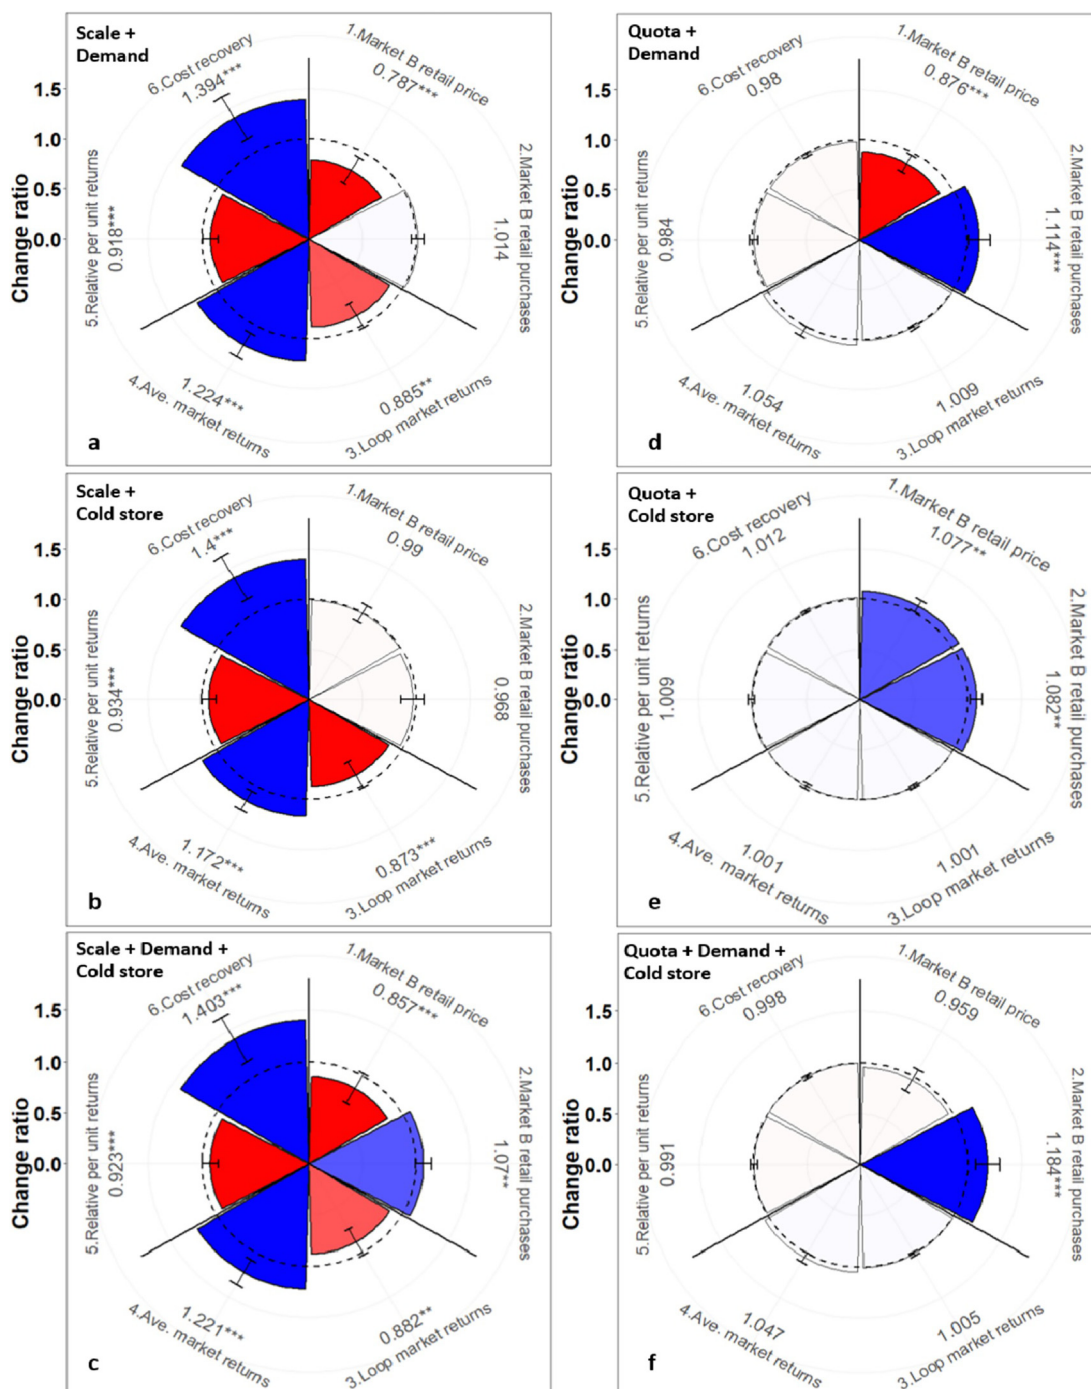 Scale +
Demand
Change ratio
1.5
1.0
0.5
0.0
1.Market B retail price
0.787***
2.Market B retail purchases
1.014
3.Loop market returns
0.885**
4.Ave. market returns
1.224***
5.Relative per unit returns
0.918***
6.Cost recovery
1.394***
a
Quota +
Demand
Change ratio
1.5
1.0
0.5
0.0
1.Market B retail price
0.876***
2.Market B retail purchases
1.114***
3.Loop market returns
1.009
4.Ave. market returns
1.054
5.Relative per unit returns
0.984
6.Cost recovery
0.98
d
Scale +
Cold store
Change ratio
1.5
1.0
0.5
0.0
1.Market B retail price
0.99
2.Market B retail purchases
0.968
3.Loop market returns
0.873***
4.Ave. market returns
1.172***
5.Relative per unit returns
0.934***
6.Cost recovery
1.4***
b
Quota +
Cold store
Change ratio
1.5
1.0
0.5
0.0
1.Market B retail price
1.077**
2.Market B retail purchases
1.082**
3.Loop market returns
1.001
4.Ave. market returns
1.001
5.Relative per unit returns
1.009
6.Cost recovery
1.012
e
Scale + Demand +
Cold store
Change ratio
1.5
1.0
0.5
0.0
1.Market B retail price
0.857***
2.Market B retail purchases
1.07**
3.Loop market returns
0.882**
4.Ave. market returns
1.221***
5.Relative per unit returns
0.923***
6.Cost recovery
1.403***
c
Quota + Demand +
Cold store
Change ratio
1.5
1.0
0.5
0.0
1.Market B retail price
0.959
2.Market B retail purchases
1.184***
3.Loop market returns
1.005
4.Ave. market returns
1.047
5.Relative per unit returns
0.991
6.Cost recovery
0.998
f